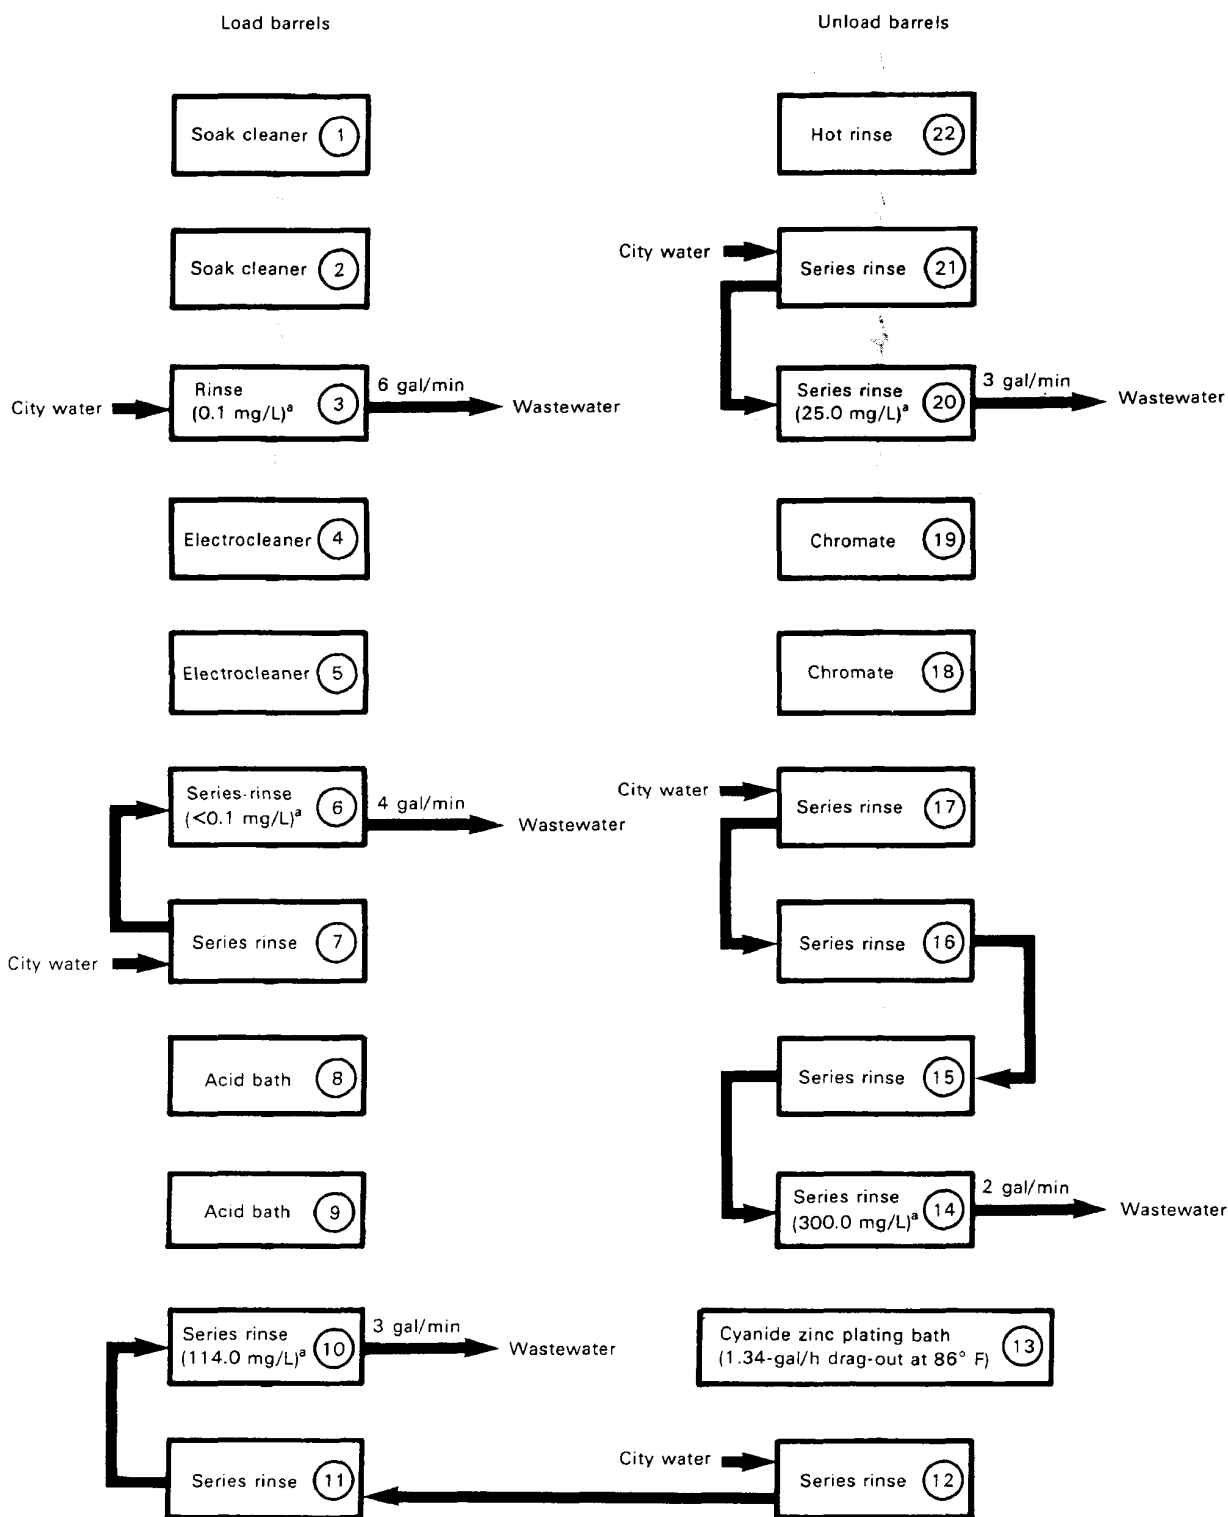 Load barrels
Soak cleaner 1
Soak cleaner 2
City water
Rinse
(0.1 mg/L)a 3
6 gal/min
Wastewater
Electrocleaner 4
Electrocleaner 5
Series rinse
(<0.1 mg/L)a 6
4 gal/min
Wastewater
Series rinse 7
City water
Acid bath 8
Acid bath 9
Series rinse
(114.0 mg/L)a 10
3 gal/min
Wastewater
Series rinse 11
City water
Series rinse 12
Cyanide zinc plating bath
(1.34-gal/h drag-out at 86° F) 13
Series rinse
(300.0 mg/L)a 14
2 gal/min
Wastewater
Series rinse 15
Series rinse 16
City water
Series rinse 17
Chromate 18
Chromate 19
Series rinse
(25.0 mg/L)a 20
3 gal/min
Wastewater
City water
Series rinse 21
Hot rinse 22
Unload barrels